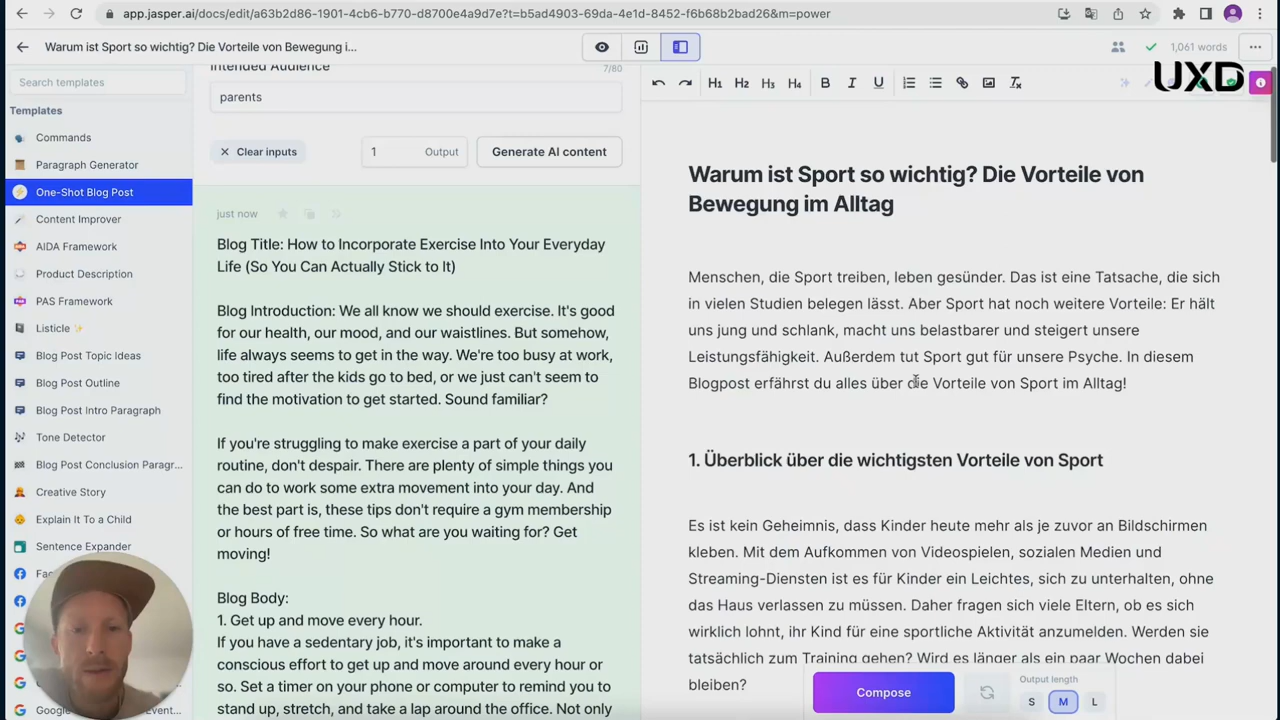 app.jasper.ai/docs/edit/a63b2d86-1901-4cb6-b770-d8700e4a9d7e?t=b5ad4903-69da-4e1d-8452-f6b68b2bad26&m=power
Warum ist Sport so wichtig? Die Vorteile von Bewegung i...
1,061 words
UXD
Search templates
Templates
Commands
Paragraph Generator
One-Shot Blog Post
Content Improver
AIDA Framework
Product Description
PAS Framework
Listicle ✨
Blog Post Topic Ideas
Blog Post Outline
Blog Post Intro Paragraph
Tone Detector
Blog Post Conclusion Paragr...
Creative Story
Explain It To a Child
Sentence Expander
Intended Audience
7/80
parents
Clear inputs
1 Output
Generate AI content
just now
Blog Title: How to Incorporate Exercise Into Your Everyday
Life (So You Can Actually Stick to It)
Blog Introduction: We all know we should exercise. It's good
for our health, our mood, and our waistlines. But somehow,
life always seems to get in the way. We're too busy at work,
too tired after the kids go to bed, or we just can't seem to
find the motivation to get started. Sound familiar?
If you're struggling to make exercise a part of your daily
routine, don't despair. There are plenty of simple things you
can do to work some extra movement into your day. And
the best part is, these tips don't require a gym membership
or hours of free time. So what are you waiting for? Get
moving!
Blog Body:
1. Get up and move every hour.
If you have a sedentary job, it's important to make a
conscious effort to get up and move around every hour or
so. Set a timer on your phone or computer to remind you to
stand up, stretch, and take a lap around the office. Not only
H1 H2 H3 H4 B I U
Warum ist Sport so wichtig? Die Vorteile von
Bewegung im Alltag
Menschen, die Sport treiben, leben gesünder. Das ist eine Tatsache, die sich
in vielen Studien belegen lässt. Aber Sport hat noch weitere Vorteile: Er hält
uns jung und schlank, macht uns belastbarer und steigert unsere
Leistungsfähigkeit. Außerdem tut Sport gut für unsere Psyche. In diesem
Blogpost erfährst du alles über die Vorteile von Sport im Alltag!
1. Überblick über die wichtigsten Vorteile von Sport
Es ist kein Geheimnis, dass Kinder heute mehr als je zuvor an Bildschirmen
kleben. Mit dem Aufkommen von Videospielen, sozialen Medien und
Streaming-Diensten ist es für Kinder ein Leichtes, sich zu unterhalten, ohne
das Haus verlassen zu müssen. Daher fragen sich viele Eltern, ob es sich
wirklich lohnt, ihr Kind für eine sportliche Aktivität anzumelden. Werden sie
tatsächlich zum Training gehen? Wird es länger als ein paar Wochen dabei
bleiben?
Compose
Output length
S M L